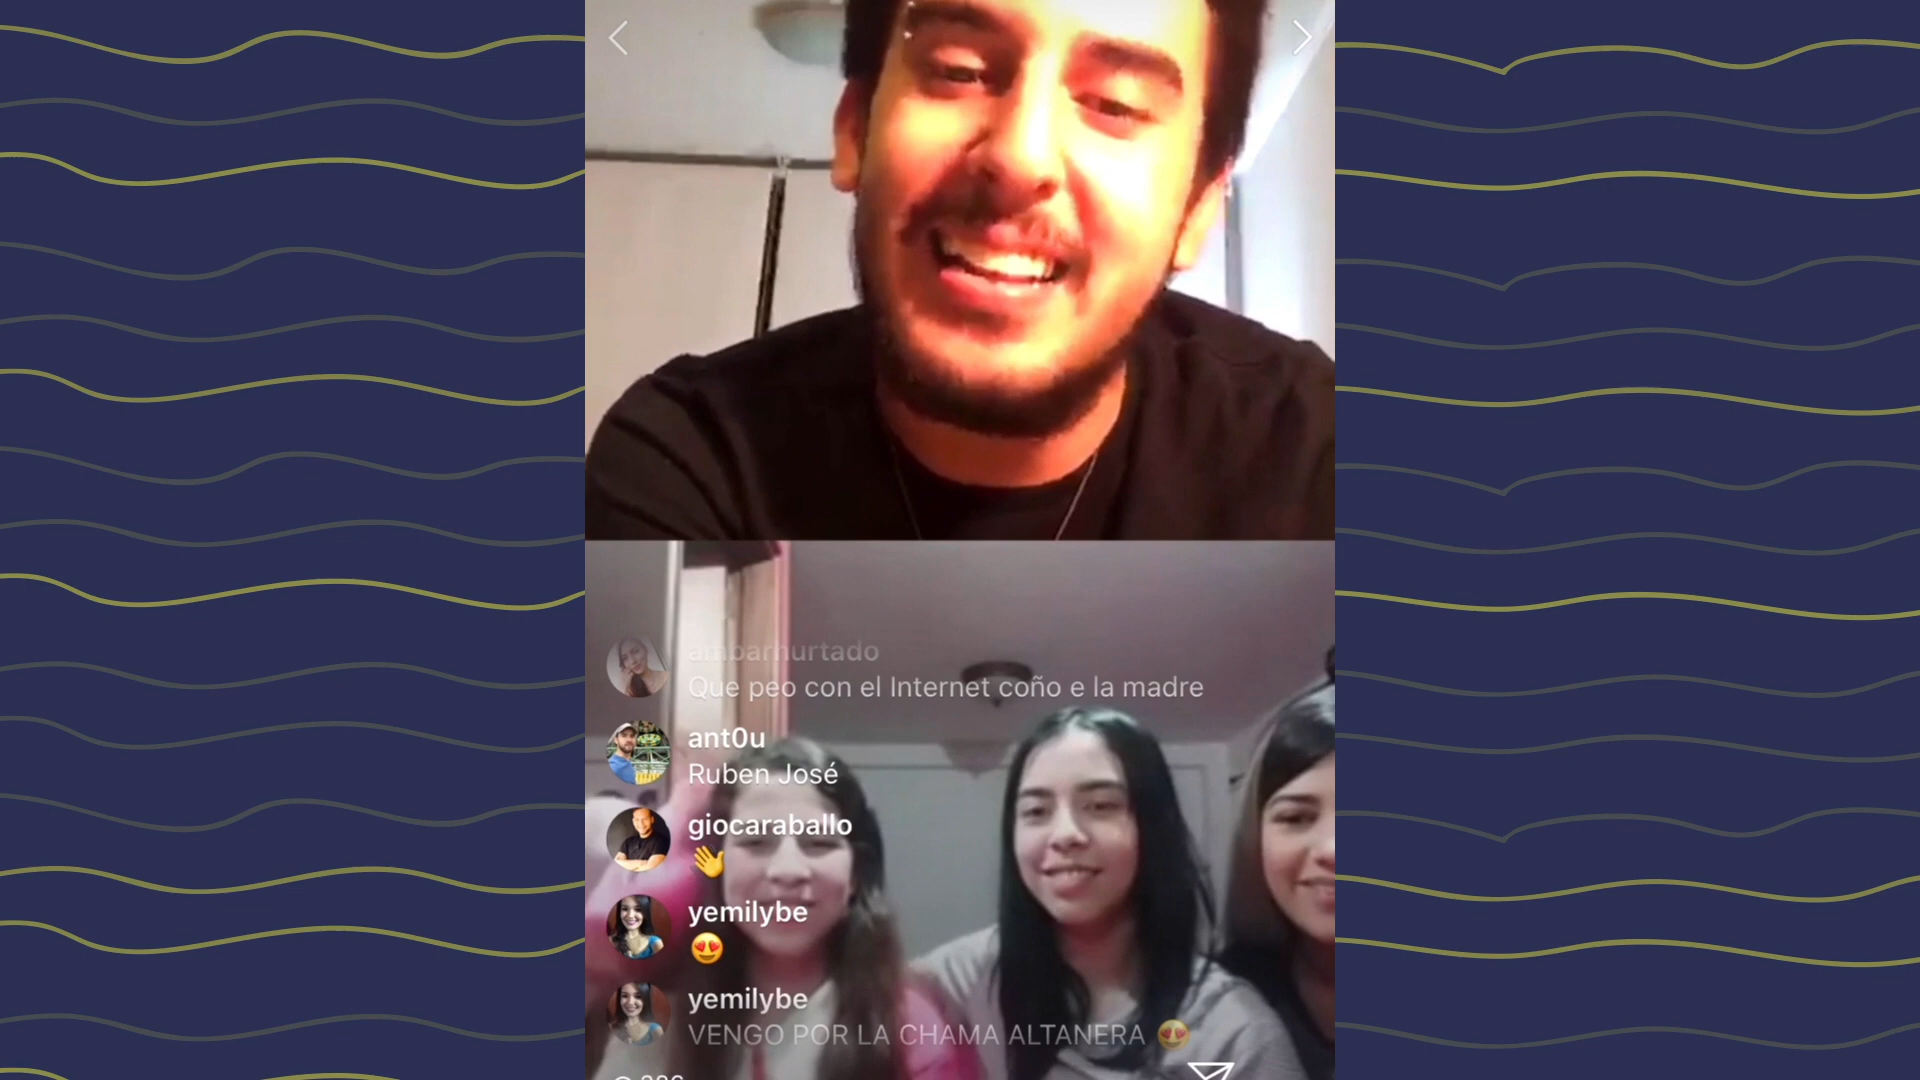 ambarhurtado
Que peo con el Internet coño e la madre
ant0u
Ruben José
giocaraballo
👋
yemilybe
😍
yemilybe
VENGO POR LA CHAMA ALTANERA 😍